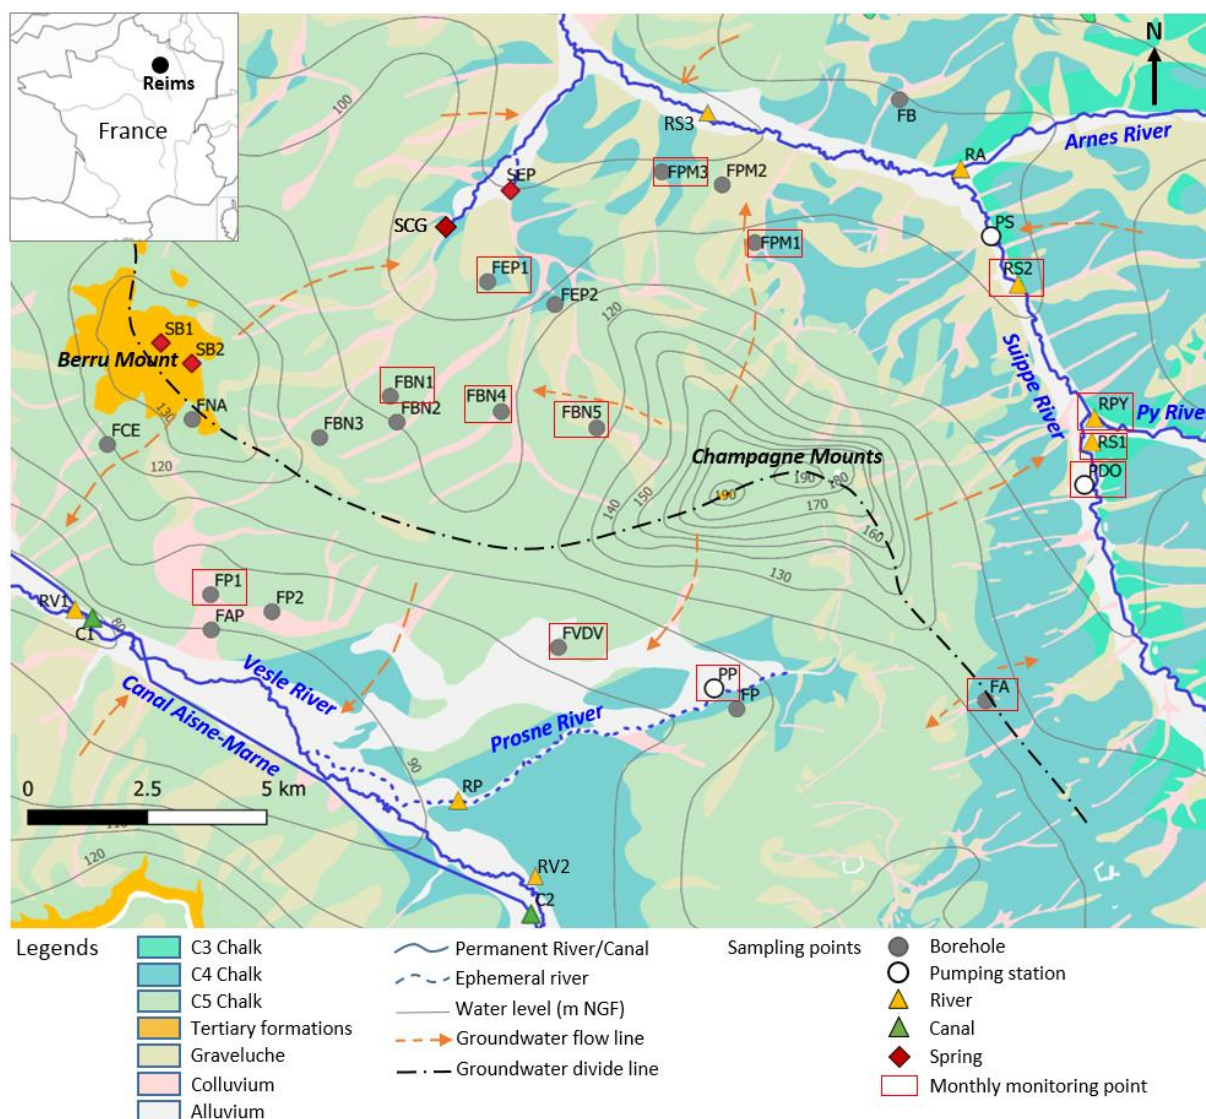 Reims
France
N
100
RS3
FB
Arnes River
RA
SEP
FPM3
FPM2
SCG
PS
FPM1
RS2
FEP1
FEP2
120
SB1
Berru Mount
SB2
Suippe River
FBN1
FBN4
FBN5
RPY
Py River
130
FNA
FBN2
FBN3
FCE
RS1
Champagne Mounts
120
PDO
190
180
190
140
150
170
160
130
FP1
RV1
FP2
C1
80
FAP
FVDV
Vesle River
PP
FP
FA
Canal Aisne-Marne
Prosne River
90
0
2.5
5 km
RP
120
RV2
C2
Legends
C3 Chalk
C4 Chalk
C5 Chalk
Tertiary formations
Graveluche
Colluvium
Alluvium
Permanent River/Canal
Ephemeral river
Water level (m NGF)
Groundwater flow line
Groundwater divide line
Sampling points
Borehole
Pumping station
River
Canal
Spring
Monthly monitoring point